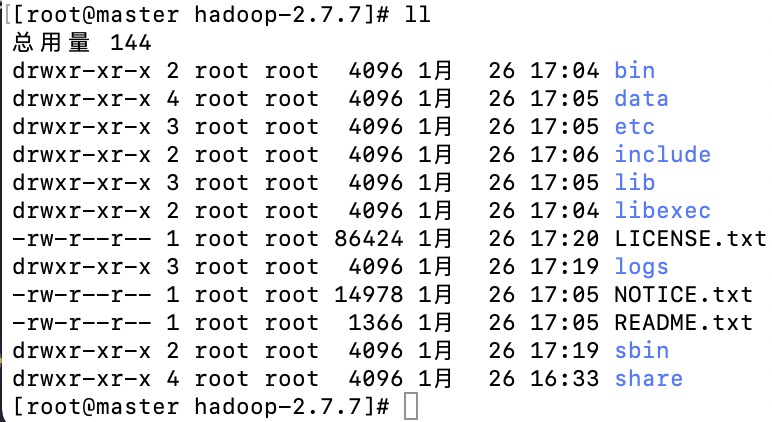 [[root@master hadoop-2.7.7]# ll
总用量 144
drwxr-xr-x 2 root root  4096 1月  26 17:04 bin
drwxr-xr-x 4 root root  4096 1月  26 17:05 data
drwxr-xr-x 3 root root  4096 1月  26 17:05 etc
drwxr-xr-x 2 root root  4096 1月  26 17:06 include
drwxr-xr-x 3 root root  4096 1月  26 17:05 lib
drwxr-xr-x 2 root root  4096 1月  26 17:04 libexec
-rw-r--r-- 1 root root 86424 1月  26 17:20 LICENSE.txt
drwxr-xr-x 3 root root  4096 1月  26 17:19 logs
-rw-r--r-- 1 root root 14978 1月  26 17:05 NOTICE.txt
-rw-r--r-- 1 root root  1366 1月  26 17:05 README.txt
drwxr-xr-x 2 root root  4096 1月  26 17:19 sbin
drwxr-xr-x 4 root root  4096 1月  26 16:33 share
[root@master hadoop-2.7.7]#